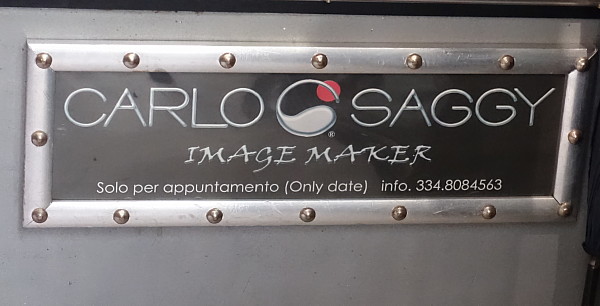 CARLO SAGGY
®
IMAGE MAKER
Solo per appuntamento (Only date) info. 334.8084563